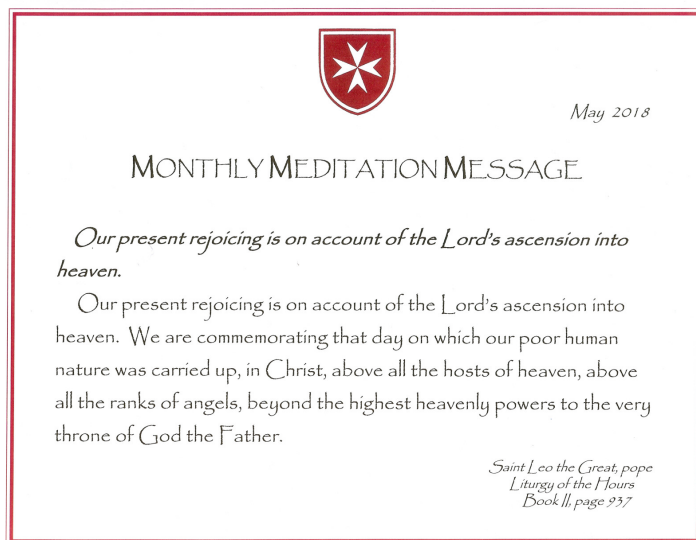 May 2018
MONTHLY MEDITATION MESSAGE
Our present rejoicing is on account of the Lord's ascension into
heaven.
Our present rejoicing is on account of the Lord's ascension into
heaven. We are commemorating that day on which our poor human
nature was carried up, in Christ, above all the hosts of heaven, above
all the ranks of angels, beyond the highest heavenly powers to the very
throne of God the Father.
Saint Leo the Great, pope
Liturgy of the Hours
Book II, page 937